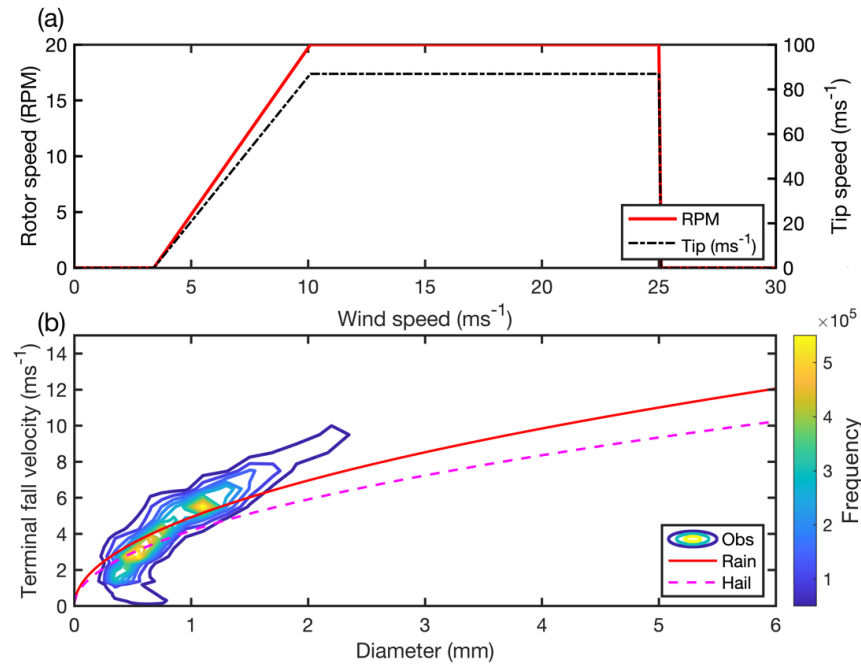 (a)
20
15
10
5
0
Rotor speed (RPM)
100
80
60
40
20
0
Tip speed (ms⁻¹)
RPM
Tip (ms⁻¹)
0 5 10 15 20 25 30
Wind speed (ms⁻¹)
(b)
14
12
10
8
6
4
2
0
Terminal fall velocity (ms⁻¹)
×10⁵
5
4
3
2
1
Frequency
Obs
Rain
Hail
0 1 2 3 4 5 6
Diameter (mm)